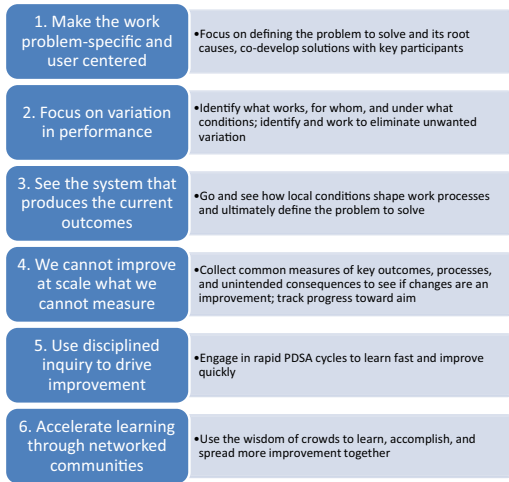 1. Make the work
problem-specific and
user centered
•Focus on defining the problem to solve and its root
causes, co-develop solutions with key participants
2. Focus on variation
in performance
•Identify what works, for whom, and under what
conditions; identify and work to eliminate unwanted
variation
3. See the system that
produces the current
outcomes
•Go and see how local conditions shape work processes
and ultimately define the problem to solve
4. We cannot improve
at scale what we
cannot measure
•Collect common measures of key outcomes, processes,
and unintended consequences to see if changes are an
improvement; track progress toward aim
5. Use disciplined
inquiry to drive
improvement
•Engage in rapid PDSA cycles to learn fast and improve
quickly
6. Accelerate learning
through networked
communities
•Use the wisdom of crowds to learn, accomplish, and
spread more improvement together